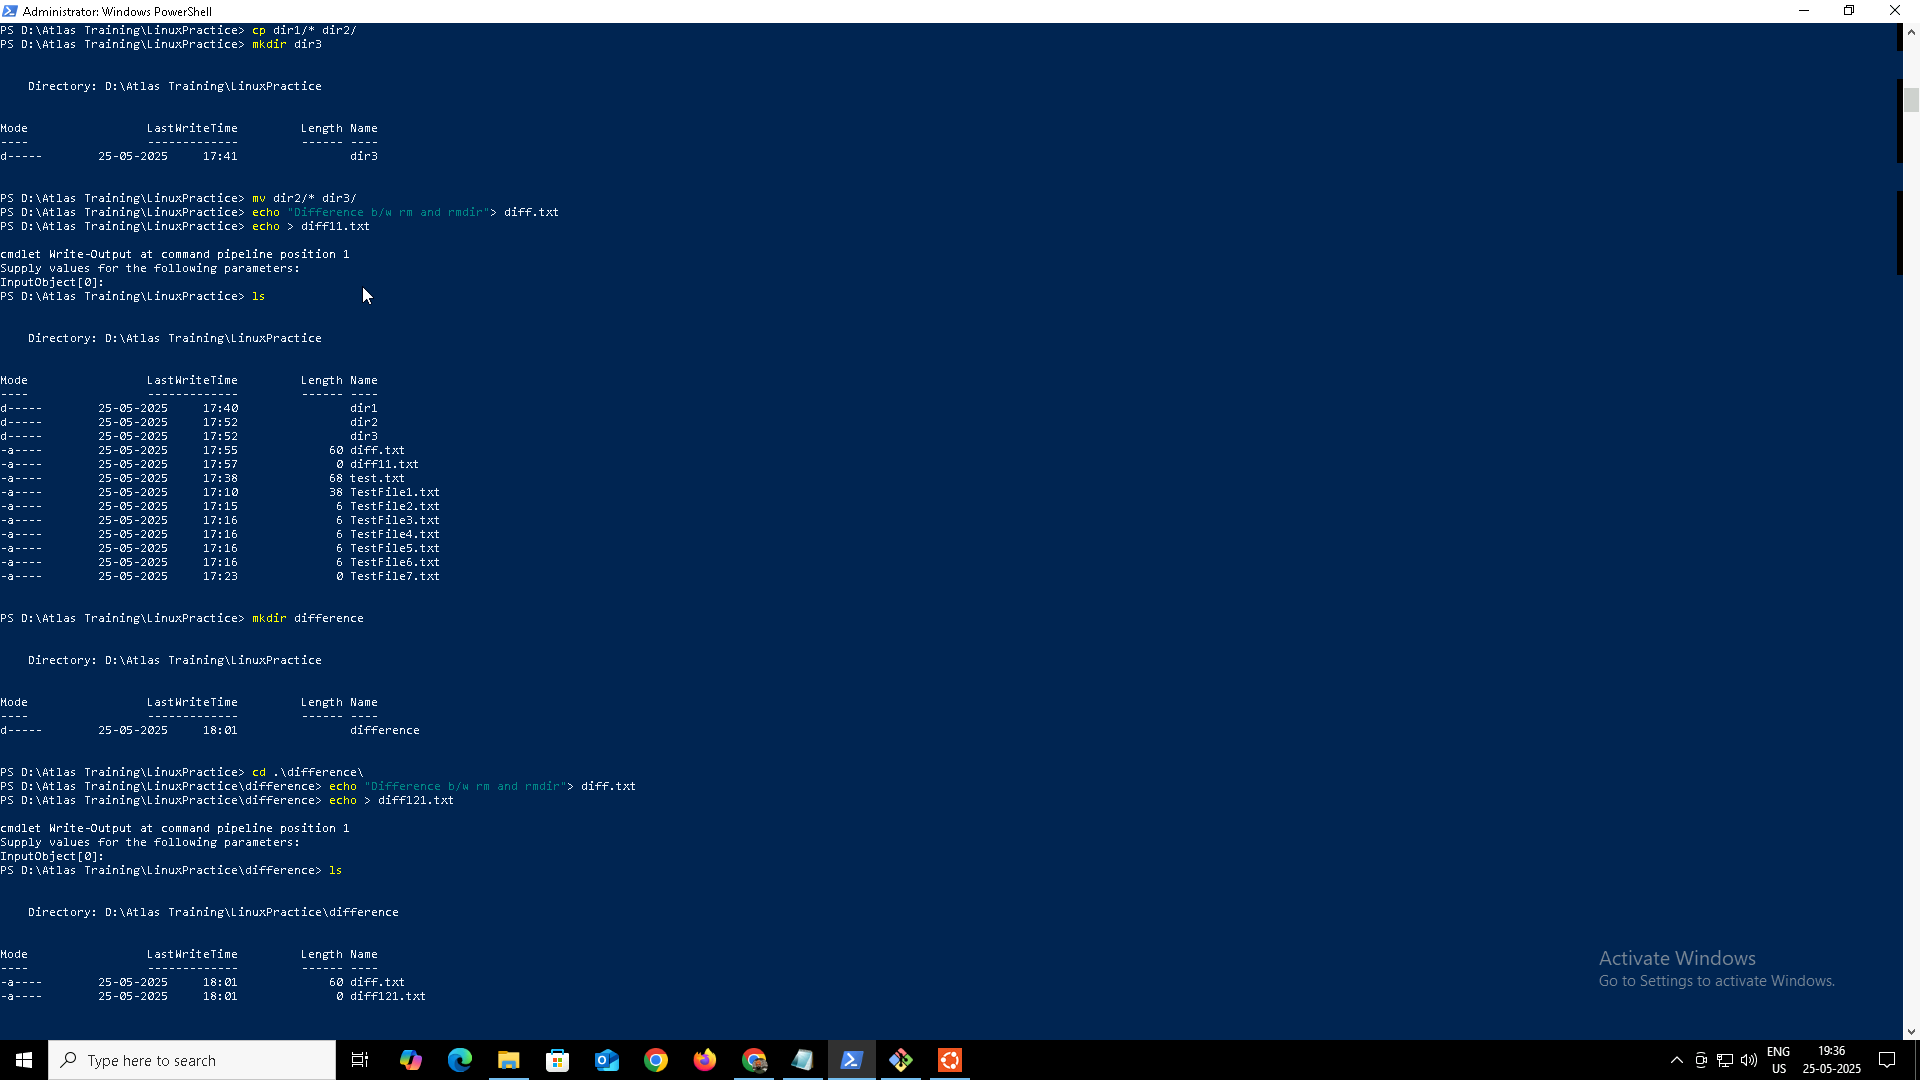 Administrator: Windows PowerShell
PS D:\Atlas Training\LinuxPractice> cp dir1/* dir2/
PS D:\Atlas Training\LinuxPractice> mkdir dir3
Directory: D:\Atlas Training\LinuxPractice
Mode LastWriteTime Length Name
---- ------------- ------ ----
d----- 25-05-2025 17:41 dir3
PS D:\Atlas Training\LinuxPractice> mv dir2/* dir3/
PS D:\Atlas Training\LinuxPractice> echo "Difference b/w rm and rmdir"> diff.txt
PS D:\Atlas Training\LinuxPractice> echo > diff11.txt
cmdlet Write-Output at command pipeline position 1
Supply values for the following parameters:
InputObject[0]:
PS D:\Atlas Training\LinuxPractice> ls
Directory: D:\Atlas Training\LinuxPractice
Mode LastWriteTime Length Name
---- ------------- ------ ----
d----- 25-05-2025 17:40 dir1
d----- 25-05-2025 17:52 dir2
d----- 25-05-2025 17:52 dir3
-a---- 25-05-2025 17:55 60 diff.txt
-a---- 25-05-2025 17:57 0 diff11.txt
-a---- 25-05-2025 17:38 68 test.txt
-a---- 25-05-2025 17:10 38 TestFile1.txt
-a---- 25-05-2025 17:15 6 TestFile2.txt
-a---- 25-05-2025 17:16 6 TestFile3.txt
-a---- 25-05-2025 17:16 6 TestFile4.txt
-a---- 25-05-2025 17:16 6 TestFile5.txt
-a---- 25-05-2025 17:16 6 TestFile6.txt
-a---- 25-05-2025 17:23 0 TestFile7.txt
PS D:\Atlas Training\LinuxPractice> mkdir difference
Directory: D:\Atlas Training\LinuxPractice
Mode LastWriteTime Length Name
---- ------------- ------ ----
d----- 25-05-2025 18:01 difference
PS D:\Atlas Training\LinuxPractice> cd .\difference\
PS D:\Atlas Training\LinuxPractice\difference> echo "Difference b/w rm and rmdir"> diff.txt
PS D:\Atlas Training\LinuxPractice\difference> echo > diff121.txt
cmdlet Write-Output at command pipeline position 1
Supply values for the following parameters:
InputObject[0]:
PS D:\Atlas Training\LinuxPractice\difference> ls
Directory: D:\Atlas Training\LinuxPractice\difference
Mode LastWriteTime Length Name
---- ------------- ------ ----
-a---- 25-05-2025 18:01 60 diff.txt
-a---- 25-05-2025 18:01 0 diff121.txt
Activate Windows
Go to Settings to activate Windows.
Type here to search
ENG
US
19:36
25-05-2025